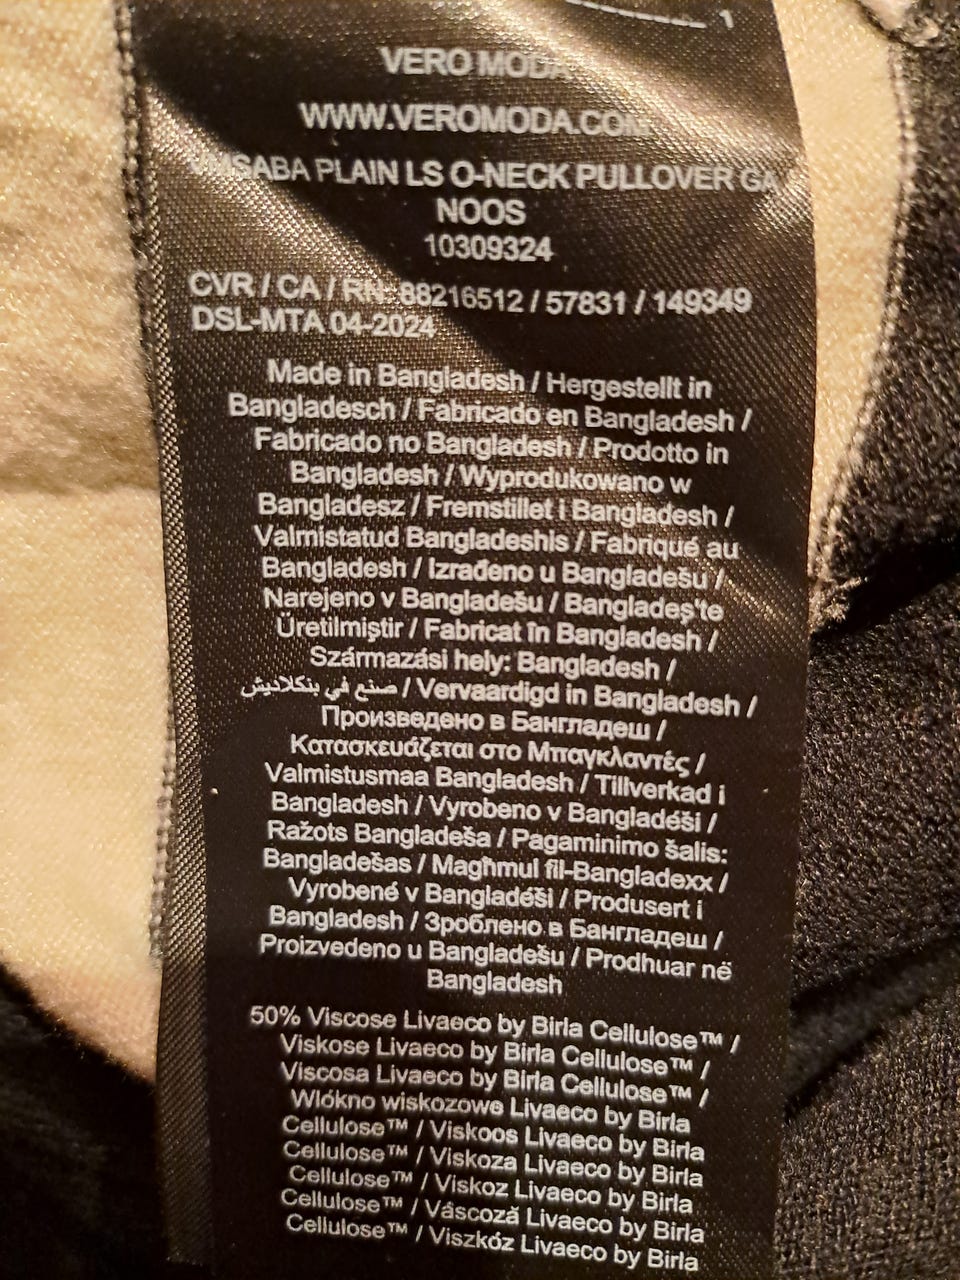 1
VERO MODA
WWW.VEROMODA.COM
VMSABA PLAIN LS O-NECK PULLOVER GA
NOOS
10309324
CVR / CA / RN: 88216512 / 57831 / 149349
DSL-MTA 04-2024
Made in Bangladesh / Hergestellt in
Bangladesch / Fabricado en Bangladesh /
Fabricado no Bangladesh / Prodotto in
Bangladesh / Wyprodukowano w
Bangladesz / Fremstillet i Bangladesh /
Valmistatud Bangladeshis / Fabriqué au
Bangladesh / Izrađeno u Bangladešu /
Narejeno v Bangladešu / Bangladeş'te
Üretilmiştir / Fabricat în Bangladesh /
Származási hely: Bangladesh /
صنع في بنكلاديش / Vervaardigd in Bangladesh /
Произведено в Бангладеш /
Κατασκευάζεται στο Μπαγκλαντές /
Valmistusmaa Bangladesh / Tillverkad i
Bangladesh / Vyrobeno v Bangladéši /
Ražots Bangladeša / Pagaminimo šalis:
Bangladešas / Magħmul fil-Bangladexx /
Vyrobené v Bangladéši / Produsert i
Bangladesh / Зроблено в Бангладеш /
Proizvedeno u Bangladešu / Prodhuar në
Bangladesh
50% Viscose Livaeco by Birla Cellulose™ /
Viskose Livaeco by Birla Cellulose™ /
Viscosa Livaeco by Birla Cellulose™ /
Włókno wiskozowe Livaeco by Birla
Cellulose™ / Viskoos Livaeco by Birla
Cellulose™ / Viskoza Livaeco by Birla
Cellulose™ / Viskoz Livaeco by Birla
Cellulose™ / Vâscoză Livaeco by Birla
Cellulose™ / Viszkóz Livaeco by Birla